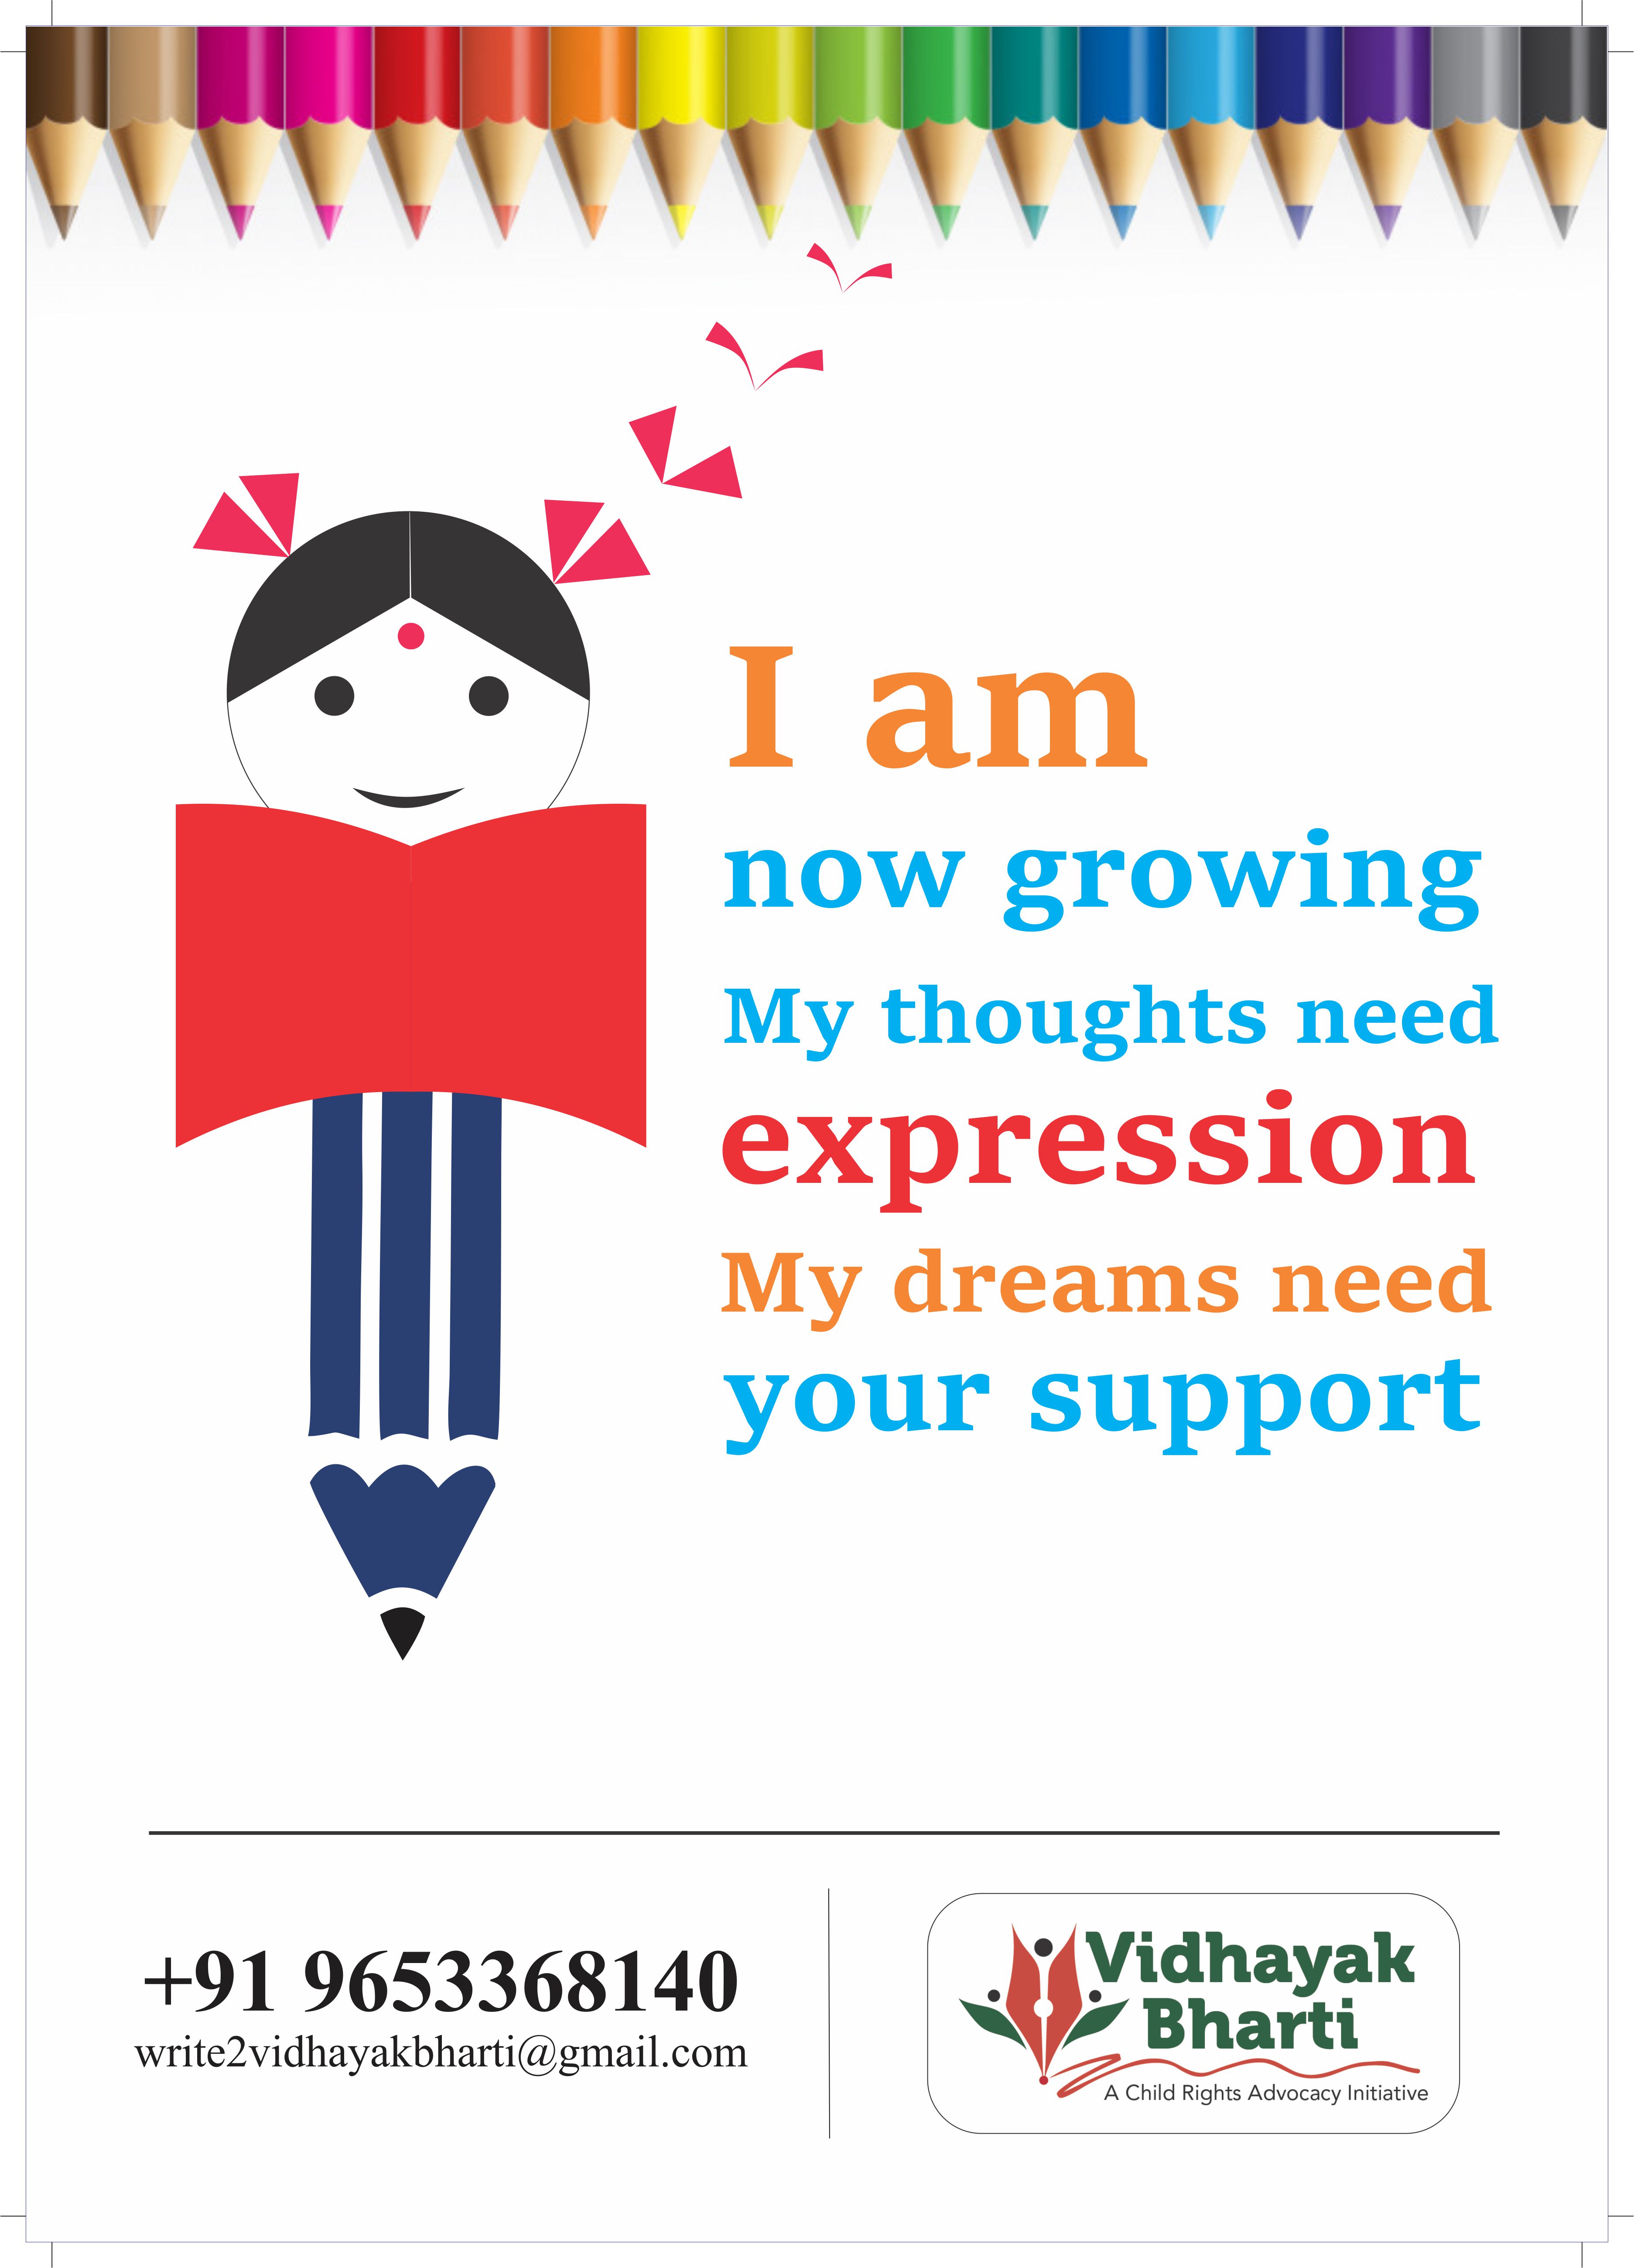 I am
now growing
My thoughts need
expression
My dreams need
your support
+91 9653368140
write2vidhayakbharti@gmail.com
Vidhayak
Bharti
A Child Rights Advocacy Initiative